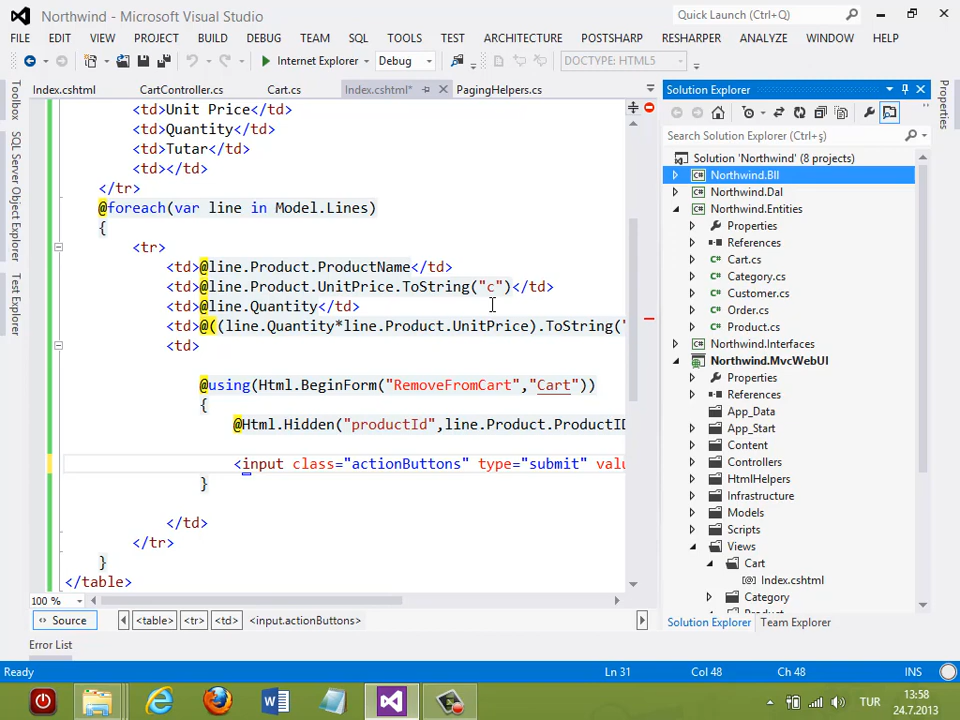 Northwind - Microsoft Visual Studio
Quick Launch (Ctrl+Q)
FILE EDIT VIEW PROJECT BUILD DEBUG TEAM SQL TOOLS TEST ARCHITECTURE POSTSHARP RESHARPER ANALYZE WINDOW HELP
Internet Explorer Debug DOCTYPE: HTML5
Index.cshtml CartController.cs Cart.cs Index.cshtml* PagingHelpers.cs
Toolbox
SQL Server Object Explorer
Test Explorer
<td>Unit Price</td>
<td>Quantity</td>
<td>Tutar</td>
<td></td>
</tr>
@foreach(var line in Model.Lines)
{
<tr>
<td>@line.Product.ProductName</td>
<td>@line.Product.UnitPrice.ToString("c")</td>
<td>@line.Quantity</td>
<td>@((line.Quantity*line.Product.UnitPrice).ToString("
<td>
@using(Html.BeginForm("RemoveFromCart","Cart"))
{
@Html.Hidden("productId",line.Product.ProductID
<input class="actionButtons" type="submit" valu
}
</td>
</tr>
}
</table>
100 %
Source <table> <tr> <td> <input.actionButtons>
Solution Explorer
Search Solution Explorer (Ctrl+ş)
Solution 'Northwind' (8 projects)
Northwind.Bll
Northwind.Dal
Northwind.Entities
Properties
References
Cart.cs
Category.cs
Customer.cs
Order.cs
Product.cs
Northwind.Interfaces
Northwind.MvcWebUI
Properties
References
App_Data
App_Start
Content
Controllers
HtmlHelpers
Infrastructure
Models
Scripts
Views
Cart
Index.cshtml
Category
Solution Explorer Team Explorer
Properties
Error List
Ready Ln 31 Col 48 Ch 48 INS
TUR 13:58
24.7.2013